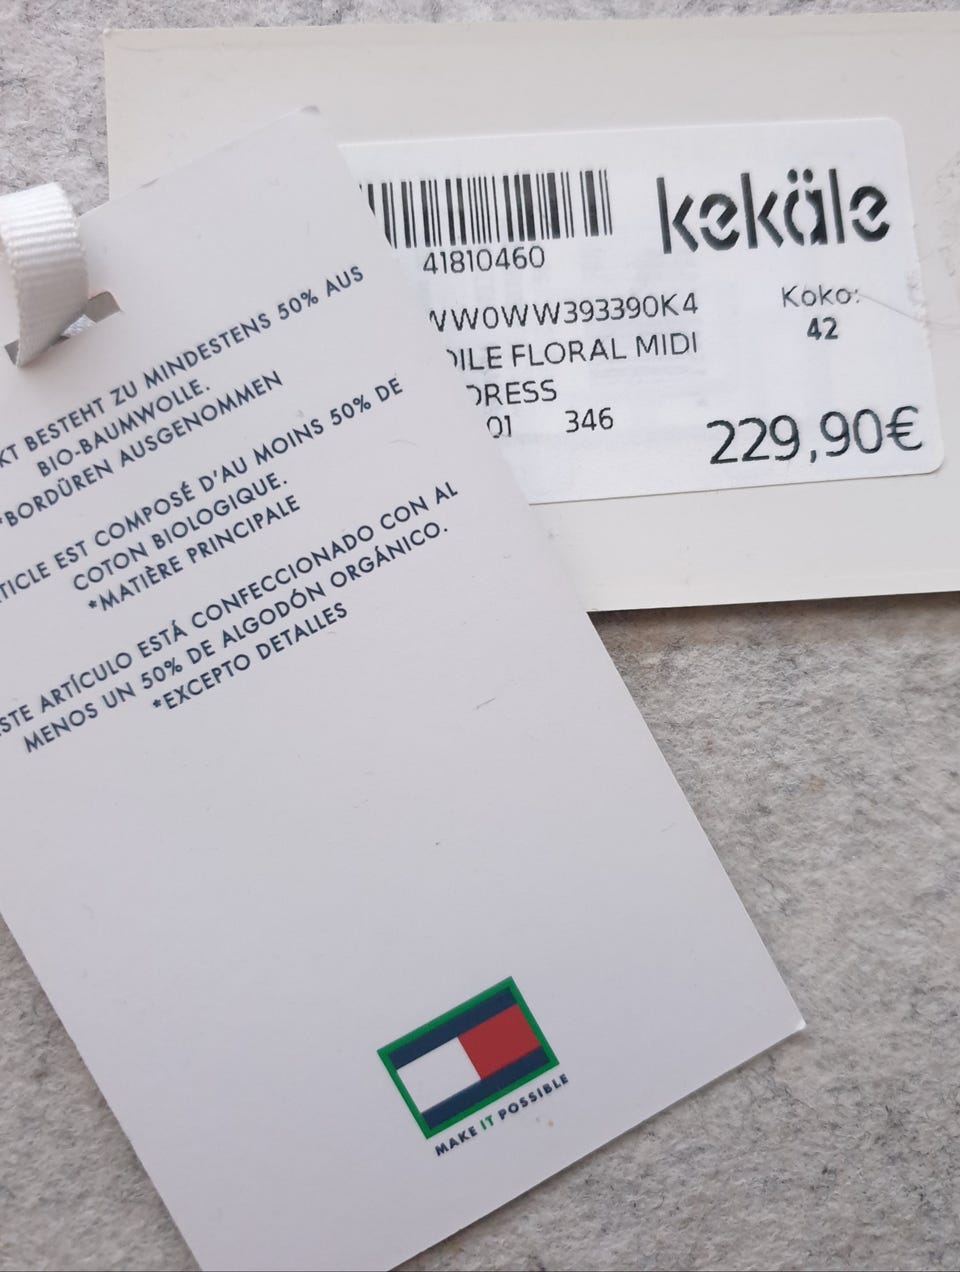 KT BESTEHT ZU MINDESTENS 50% AUS
BIO-BAUMWOLLE.
*BORDÜREN AUSGENOMMEN
TICLE EST COMPOSÉ D'AU MOINS 50% DE
COTON BIOLOGIQUE.
*MATIÈRE PRINCIPALE
STE ARTÍCULO ESTÁ CONFECCIONADO CON AL
MENOS UN 50% DE ALGODÓN ORGÁNICO.
*EXCEPTO DETALLES
MAKE IT POSSIBLE
kekäle
41810460
WW0WW393390K4
DILE FLORAL MIDI
DRESS
01 346
Koko:
42
229,90€